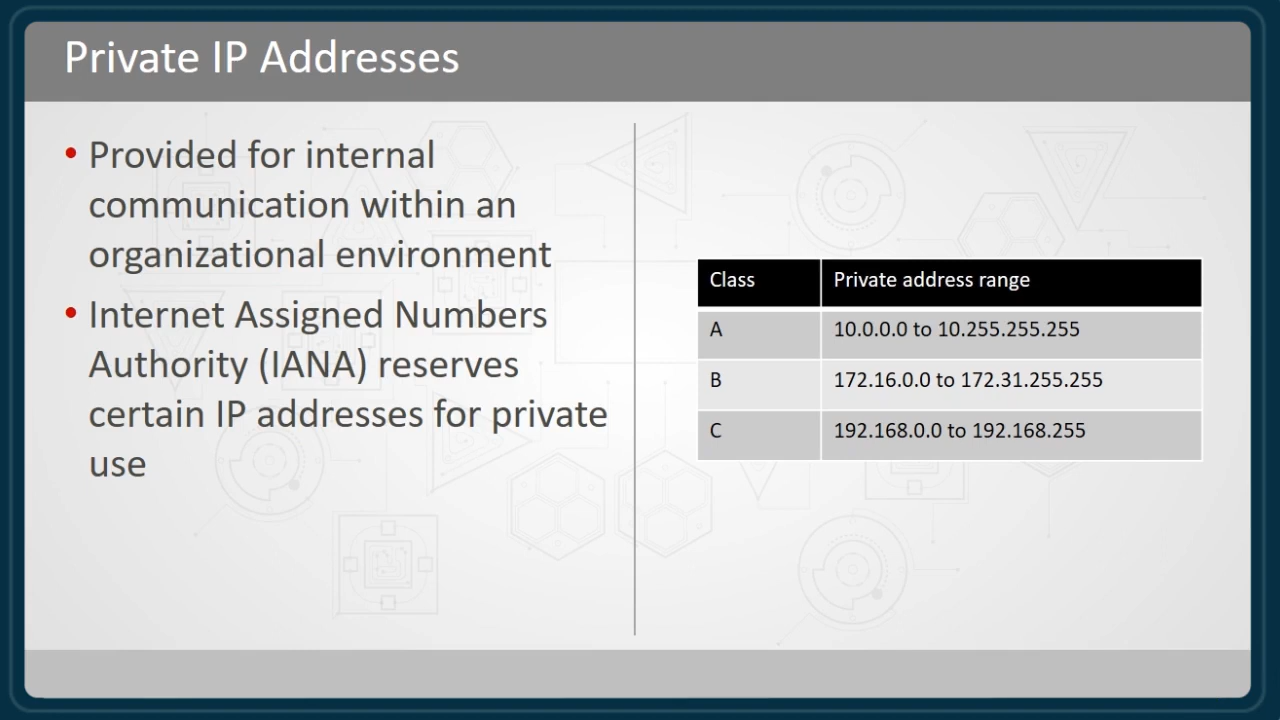 Private IP Addresses
• Provided for internal
communication within an
organizational environment
• Internet Assigned Numbers
Authority (IANA) reserves
certain IP addresses for private
use
Class Private address range
A 10.0.0.0 to 10.255.255.255
B 172.16.0.0 to 172.31.255.255
C 192.168.0.0 to 192.168.255